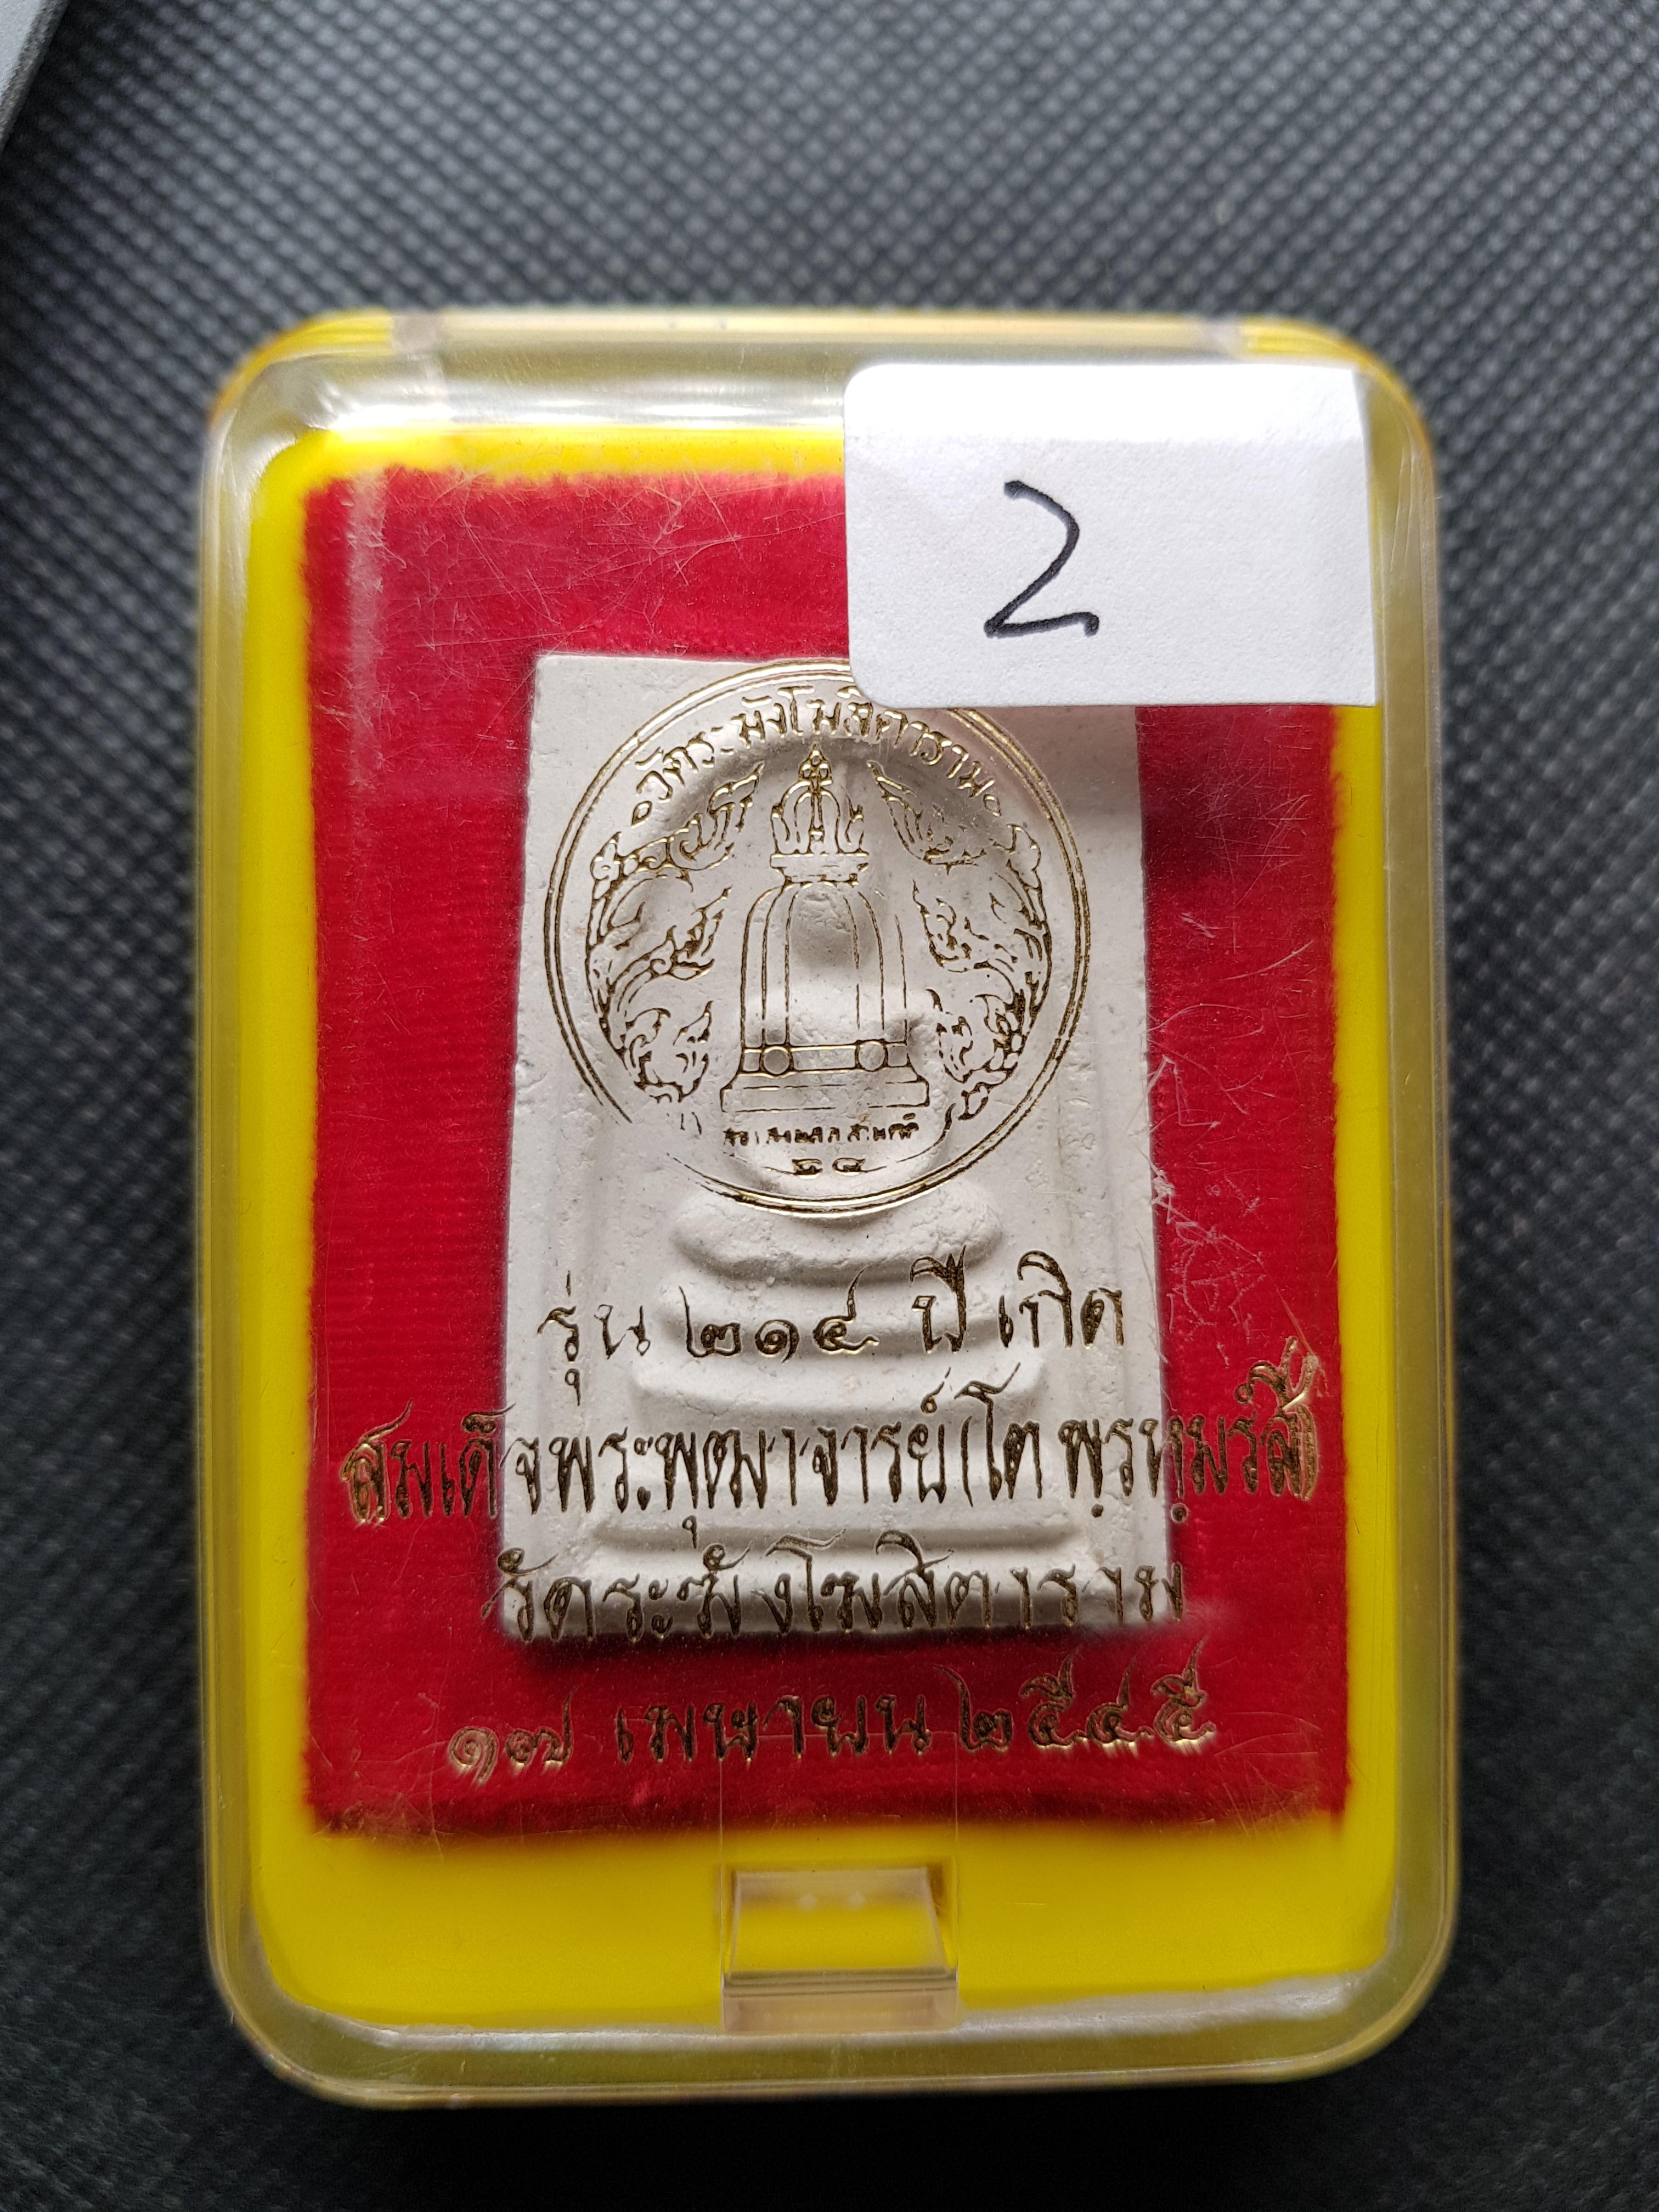 2
วัดระฆังโฆสิตาราม
รุ่น ๒๑๔ ปี เกิด
สมเด็จพระพุฒาจารย์(โต พฺรหฺมรังสี)
วัดระฆังโฆสิตาราม
๑๗ เมษายน ๒๕๔๕